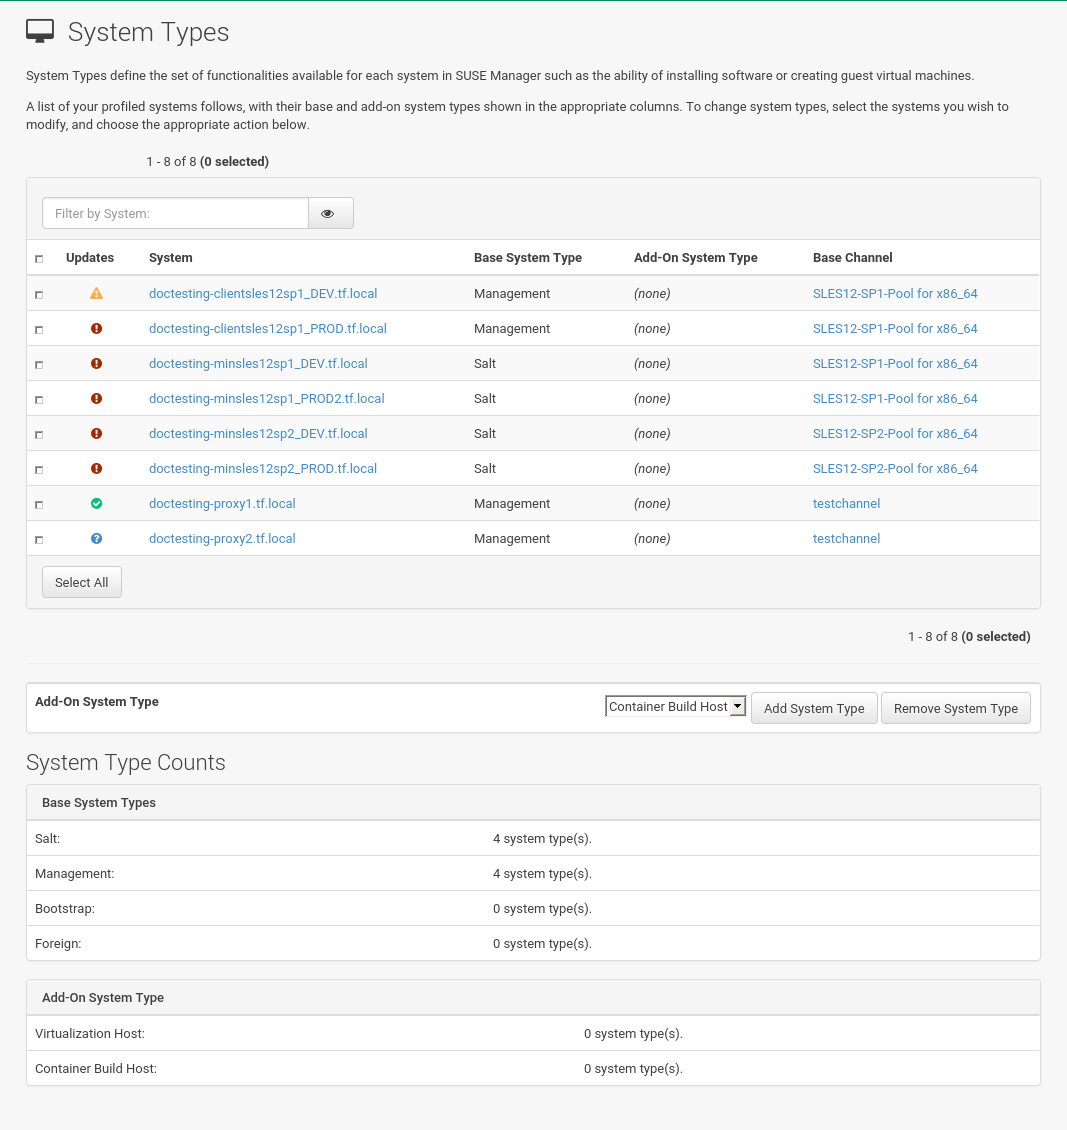 System Types
System Types define the set of functionalities available for each system in SUSE Manager such as the ability of installing software or creating guest virtual machines.
A list of your profiled systems follows, with their base and add-on system types shown in the appropriate columns. To change system types, select the systems you wish to
modify, and choose the appropriate action below.
1 - 8 of 8 (0 selected)
Filter by System:
Updates System Base System Type Add-On System Type Base Channel
doctesting-clientsles12sp1_DEV.tf.local Management (none) SLES12-SP1-Pool for x86_64
doctesting-clientsles12sp1_PROD.tf.local Management (none) SLES12-SP1-Pool for x86_64
doctesting-minsles12sp1_DEV.tf.local Salt (none) SLES12-SP1-Pool for x86_64
doctesting-minsles12sp1_PROD2.tf.local Salt (none) SLES12-SP1-Pool for x86_64
doctesting-minsles12sp2_DEV.tf.local Salt (none) SLES12-SP2-Pool for x86_64
doctesting-minsles12sp2_PROD.tf.local Salt (none) SLES12-SP2-Pool for x86_64
doctesting-proxy1.tf.local Management (none) testchannel
doctesting-proxy2.tf.local Management (none) testchannel
Select All
1 - 8 of 8 (0 selected)
Add-On System Type Container Build Host Add System Type Remove System Type
System Type Counts
Base System Types
Salt: 4 system type(s).
Management: 4 system type(s).
Bootstrap: 0 system type(s).
Foreign: 0 system type(s).
Add-On System Type
Virtualization Host: 0 system type(s).
Container Build Host: 0 system type(s).